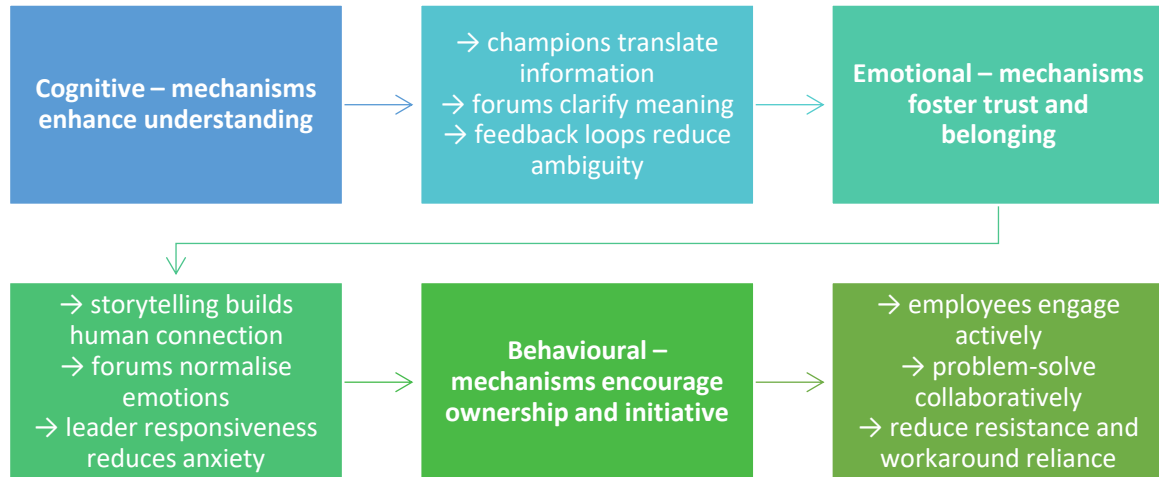 Cognitive – mechanisms
enhance understanding
→ champions translate
information
→ forums clarify meaning
→ feedback loops reduce
ambiguity
Emotional – mechanisms
foster trust and
belonging
→ storytelling builds
human connection
→ forums normalise
emotions
→ leader responsiveness
reduces anxiety
Behavioural –
mechanisms encourage
ownership and initiative
→ employees engage
actively
→ problem-solve
collaboratively
→ reduce resistance and
workaround reliance